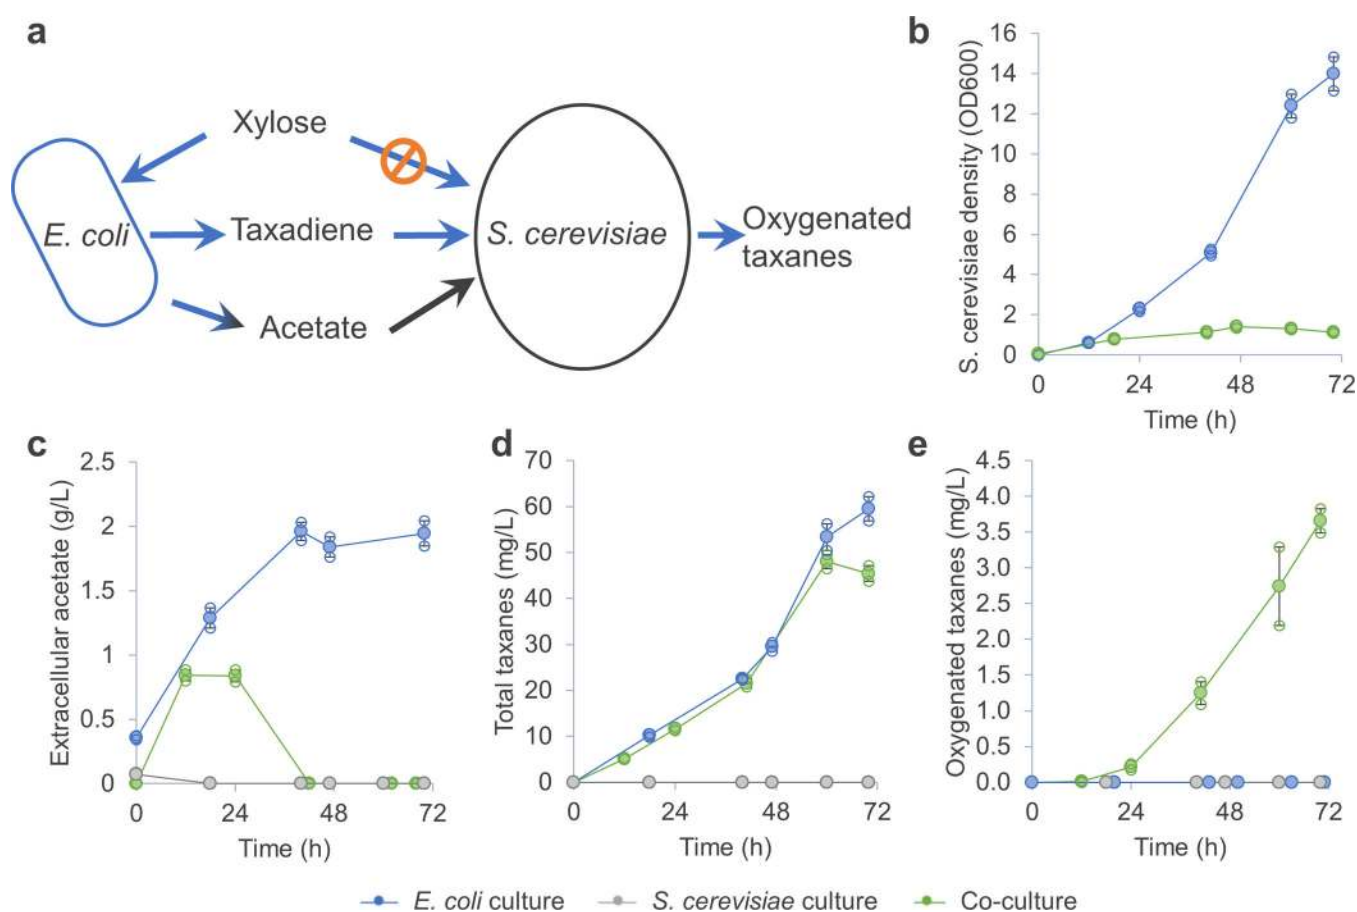 a
Xylose
E. coli
Taxadiene
S. cerevisiae
Oxygenated
taxanes
Acetate
b
S. cerevisiae density (OD600)
16
14
12
10
8
6
4
2
0
0 24 48 72
Time (h)
c
Extracellular acetate (g/L)
2.5
2
1.5
1
0.5
0
0 24 48 72
Time (h)
d
Total taxanes (mg/L)
70
60
50
40
30
20
10
0
0 24 48 72
Time (h)
e
Oxygenated taxanes (mg/L)
4.5
4.0
3.5
3.0
2.5
2.0
1.5
1.0
0.5
0.0
0 24 48 72
Time (h)
E. coli culture S. cerevisiae culture Co-culture